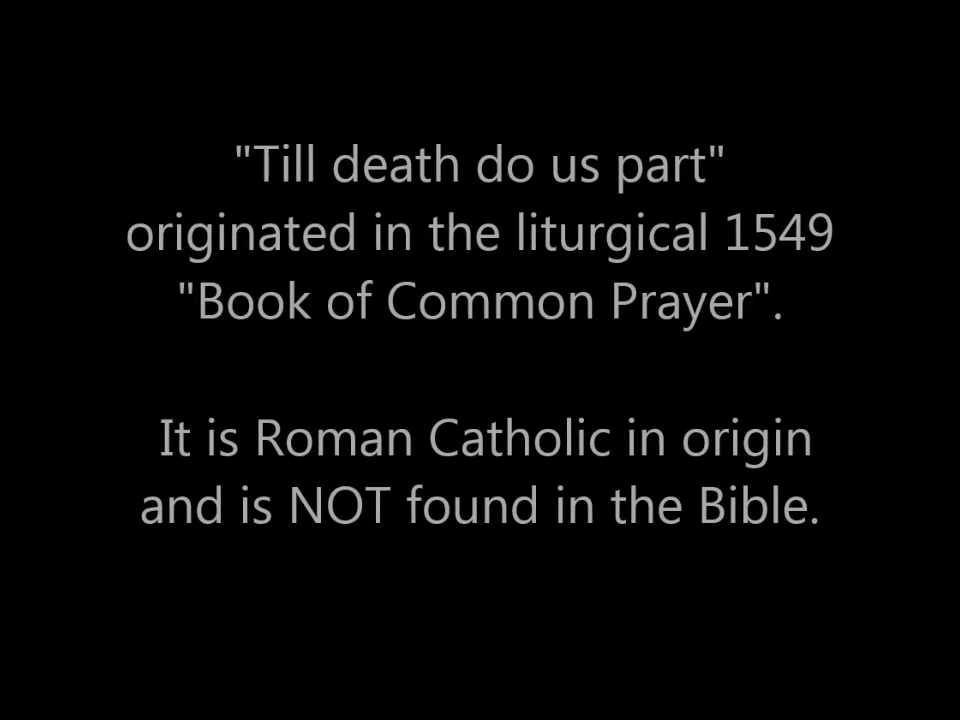 "Till death do us part"
originated in the liturgical 1549
"Book of Common Prayer".
It is Roman Catholic in origin
and is NOT found in the Bible.